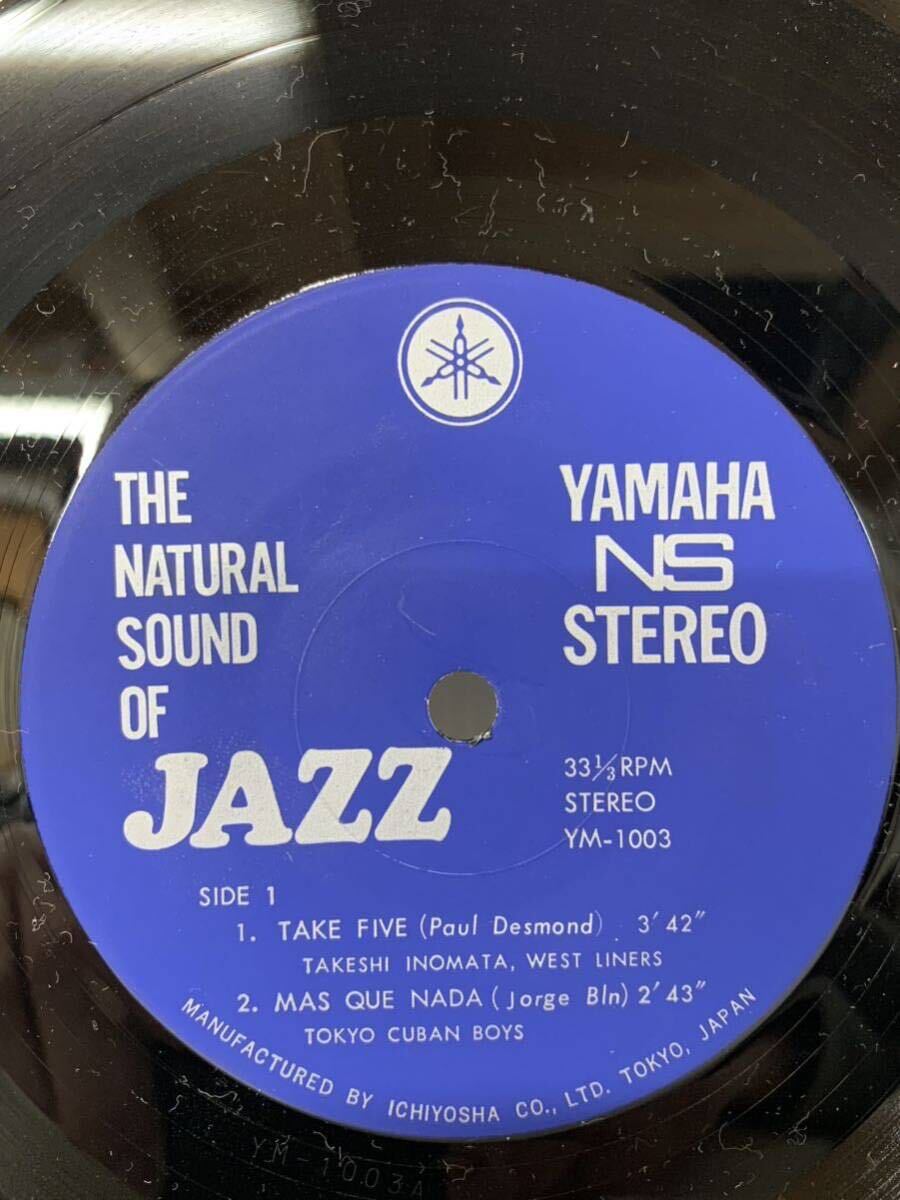 THE
NATURAL
SOUND
OF
JAZZ
YAMAHA
NS
STEREO
33⅓ RPM
STEREO
YM-1003
SIDE 1
1. TAKE FIVE (Paul Desmond) 3′ 42″
TAKESHI INOMATA, WEST LINERS
2. MAS QUE NADA (Jorge Bln) 2′ 43″
TOKYO CUBAN BOYS
MANUFACTURED BY ICHIYOSHA CO., LTD. TOKYO, JAPAN
YM-1003A